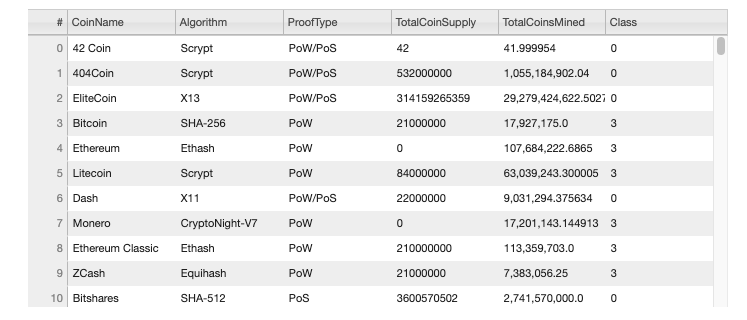 # CoinName Algorithm ProofType TotalCoinSupply TotalCoinsMined Class
0 42 Coin Scrypt PoW/PoS 42 41.999954 0
1 404Coin Scrypt PoW/PoS 532000000 1,055,184,902.04 0
2 EliteCoin X13 PoW/PoS 314159265359 29,279,424,622.5027 0
3 Bitcoin SHA-256 PoW 21000000 17,927,175.0 3
4 Ethereum Ethash PoW 0 107,684,222.6865 3
5 Litecoin Scrypt PoW 84000000 63,039,243.300005 3
6 Dash X11 PoW/PoS 22000000 9,031,294.375634 0
7 Monero CryptoNight-V7 PoW 0 17,201,143.144913 3
8 Ethereum Classic Ethash PoW 210000000 113,359,703.0 3
9 ZCash Equihash PoW 21000000 7,383,056.25 3
10 Bitshares SHA-512 PoS 3600570502 2,741,570,000.0 0